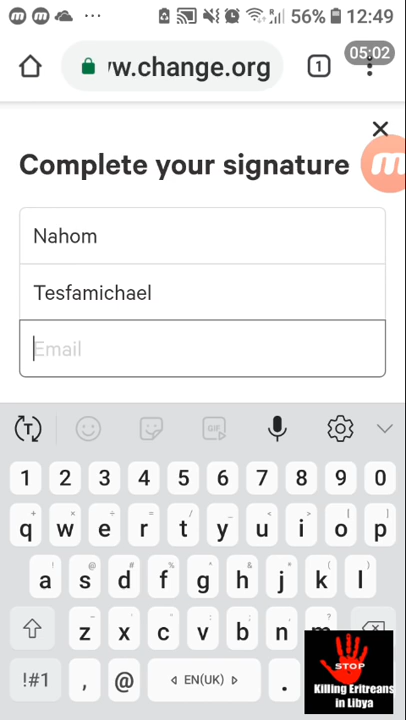 56% 12:49
05:02
/w.change.org
1
Complete your signature
Nahom
Tesfamichael
Email
T
GIF
1 2 3 4 5 6 7 8 9 0
q w e r t y u i o p
a s d f g h j k l
z x c v b n m
!#1 , @ EN(UK) .
STOP
Killing Eritreans
in Libya